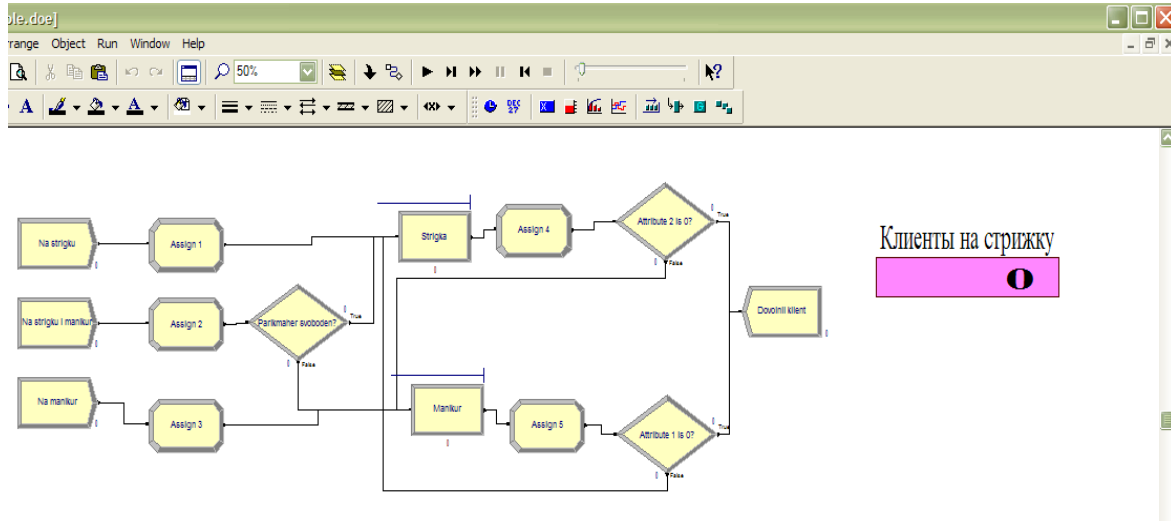 ple.doe]
rrange Object Run Window Help
50%
A A DEC 27
Na strigku Assign 1 Strigka Assign 4 Attribute 2 Is 0? True False
Na strigku I manikur Assign 2 Parikmaher svoboden? True False Dovolnii klient
Na manikur Assign 3 Manikur Assign 5 Attribute 1 Is 0? True False
Клиенты на стрижку
0